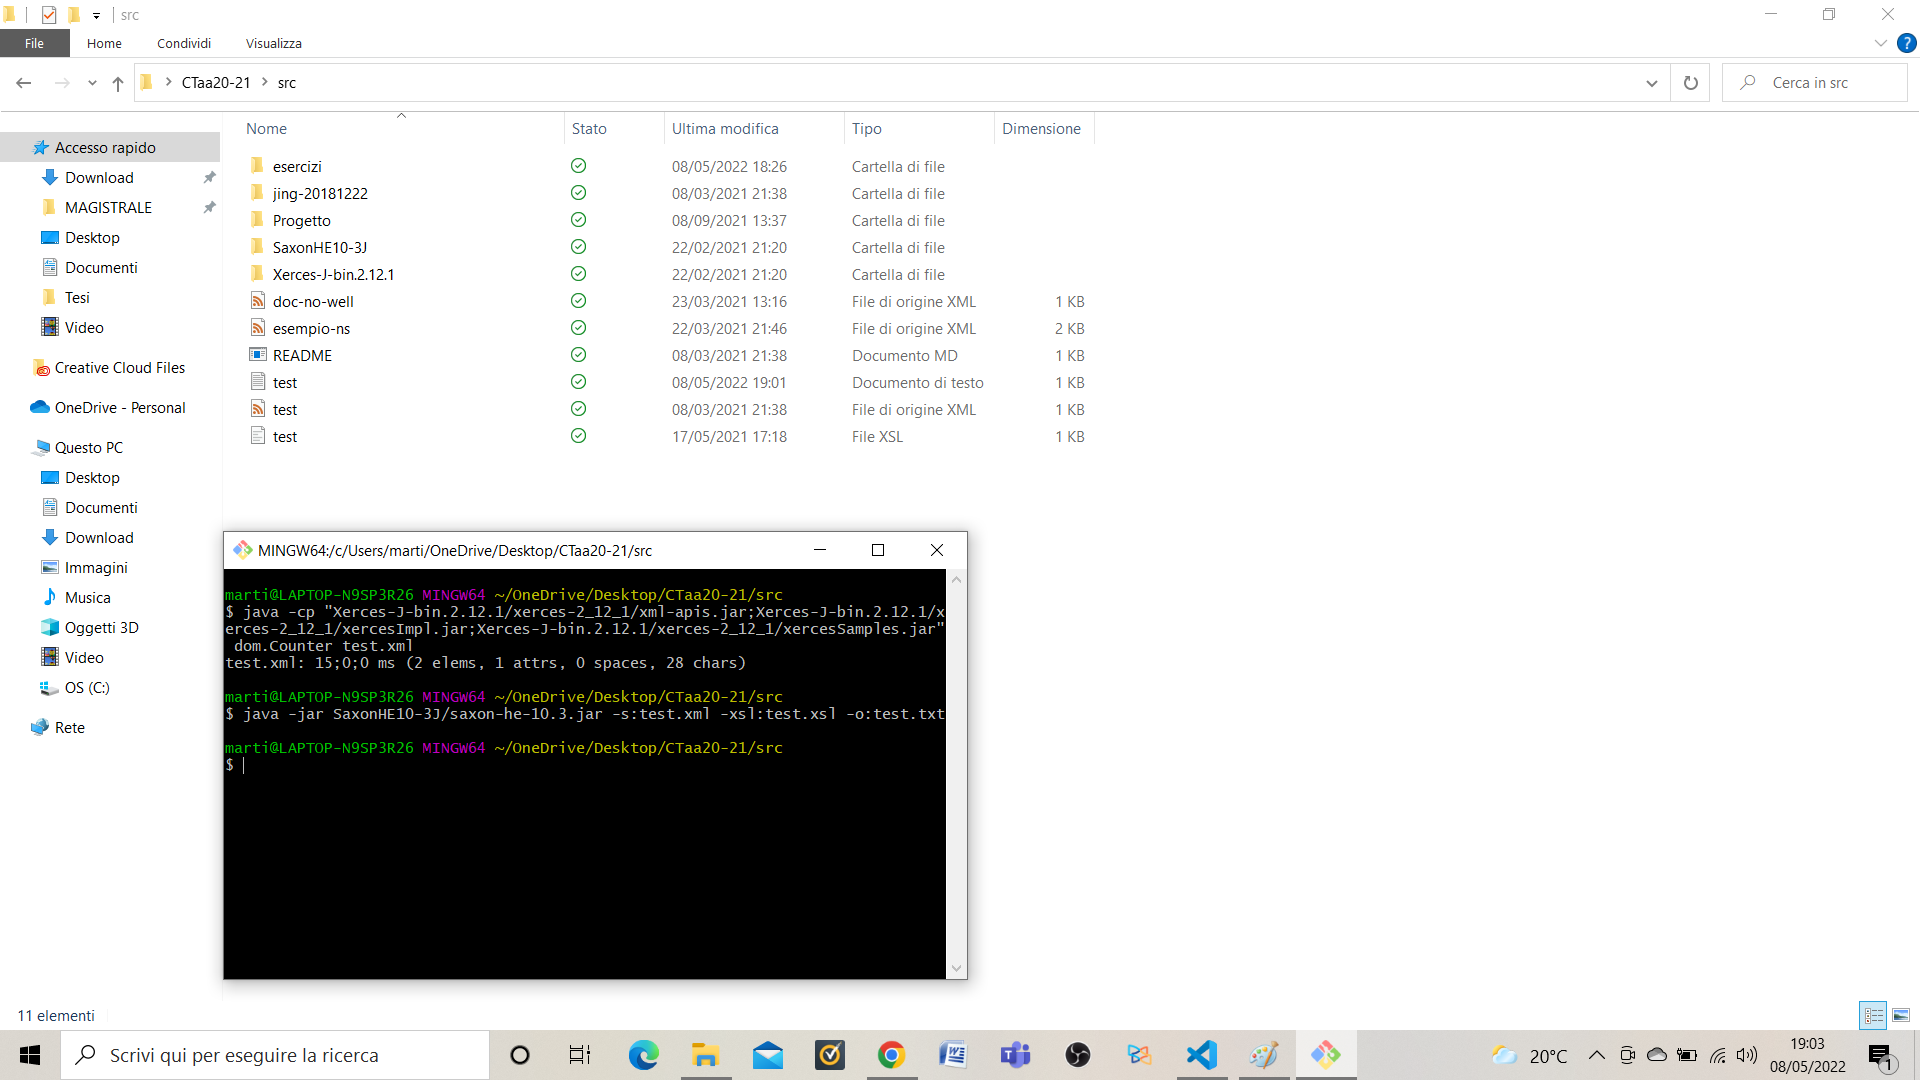 src
File Home Condividi Visualizza
CTaa20-21 src
Cerca in src
Nome Stato Ultima modifica Tipo Dimensione
Accesso rapido
Download
MAGISTRALE
Desktop
Documenti
Tesi
Video
Creative Cloud Files
OneDrive - Personal
Questo PC
Desktop
Documenti
Download
Immagini
Musica
Oggetti 3D
Video
OS (C:)
Rete
esercizi 08/05/2022 18:26 Cartella di file
jing-20181222 08/03/2021 21:38 Cartella di file
Progetto 08/09/2021 13:37 Cartella di file
SaxonHE10-3J 22/02/2021 21:20 Cartella di file
Xerces-J-bin.2.12.1 22/02/2021 21:20 Cartella di file
doc-no-well 23/03/2021 13:16 File di origine XML 1 KB
esempio-ns 22/03/2021 21:46 File di origine XML 2 KB
README 08/03/2021 21:38 Documento MD 1 KB
test 08/05/2022 19:01 Documento di testo 1 KB
test 08/03/2021 21:38 File di origine XML 1 KB
test 17/05/2021 17:18 File XSL 1 KB
MINGW64:/c/Users/marti/OneDrive/Desktop/CTaa20-21/src
marti@LAPTOP-N9SP3R26 MINGW64 ~/OneDrive/Desktop/CTaa20-21/src
$ java -cp "Xerces-J-bin.2.12.1/xerces-2_12_1/xml-apis.jar;Xerces-J-bin.2.12.1/x
erces-2_12_1/xercesImpl.jar;Xerces-J-bin.2.12.1/xerces-2_12_1/xercesSamples.jar"
dom.Counter test.xml
test.xml: 15;0;0 ms (2 elems, 1 attrs, 0 spaces, 28 chars)
marti@LAPTOP-N9SP3R26 MINGW64 ~/OneDrive/Desktop/CTaa20-21/src
$ java -jar SaxonHE10-3J/saxon-he-10.3.jar -s:test.xml -xsl:test.xsl -o:test.txt
marti@LAPTOP-N9SP3R26 MINGW64 ~/OneDrive/Desktop/CTaa20-21/src
$
11 elementi
Scrivi qui per eseguire la ricerca
20°C
19:03
08/05/2022
1